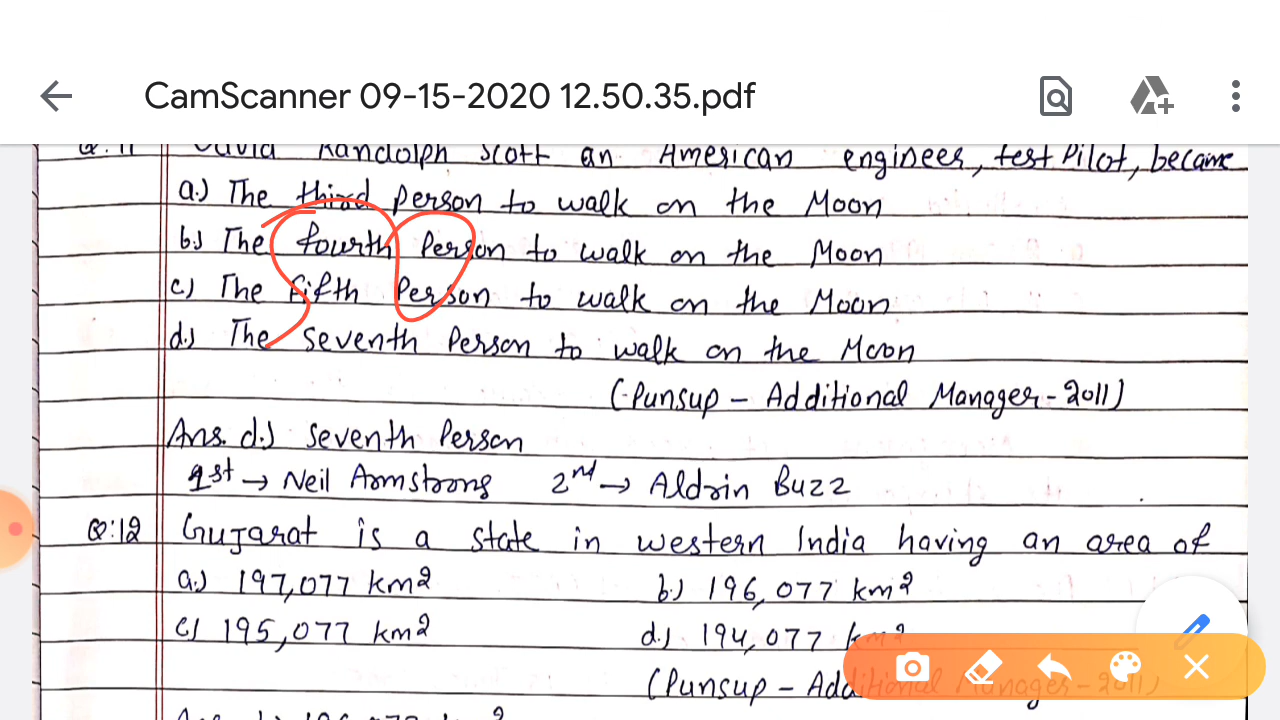 CamScanner 09-15-2020 12.50.35.pdf
Q:11 David Randolph Scott an American engineer, test Pilot, became
a.) The third person to walk on the Moon
b.) The fourth Person to walk on the Moon
c.) The fifth Person to walk on the Moon
d.) The seventh Person to walk on the Moon
(Punsup - Additional Manager-2011)
Ans. d.) seventh Person
1st → Neil Armstrong 2nd → Aldrin Buzz
Q:12 Gujarat is a state in western India having an area of
a.) 197,077 km2 b.) 196,077 km2
c) 195,077 km2 d.) 194,077 km2
(Punsup - Additional Manager-2011)